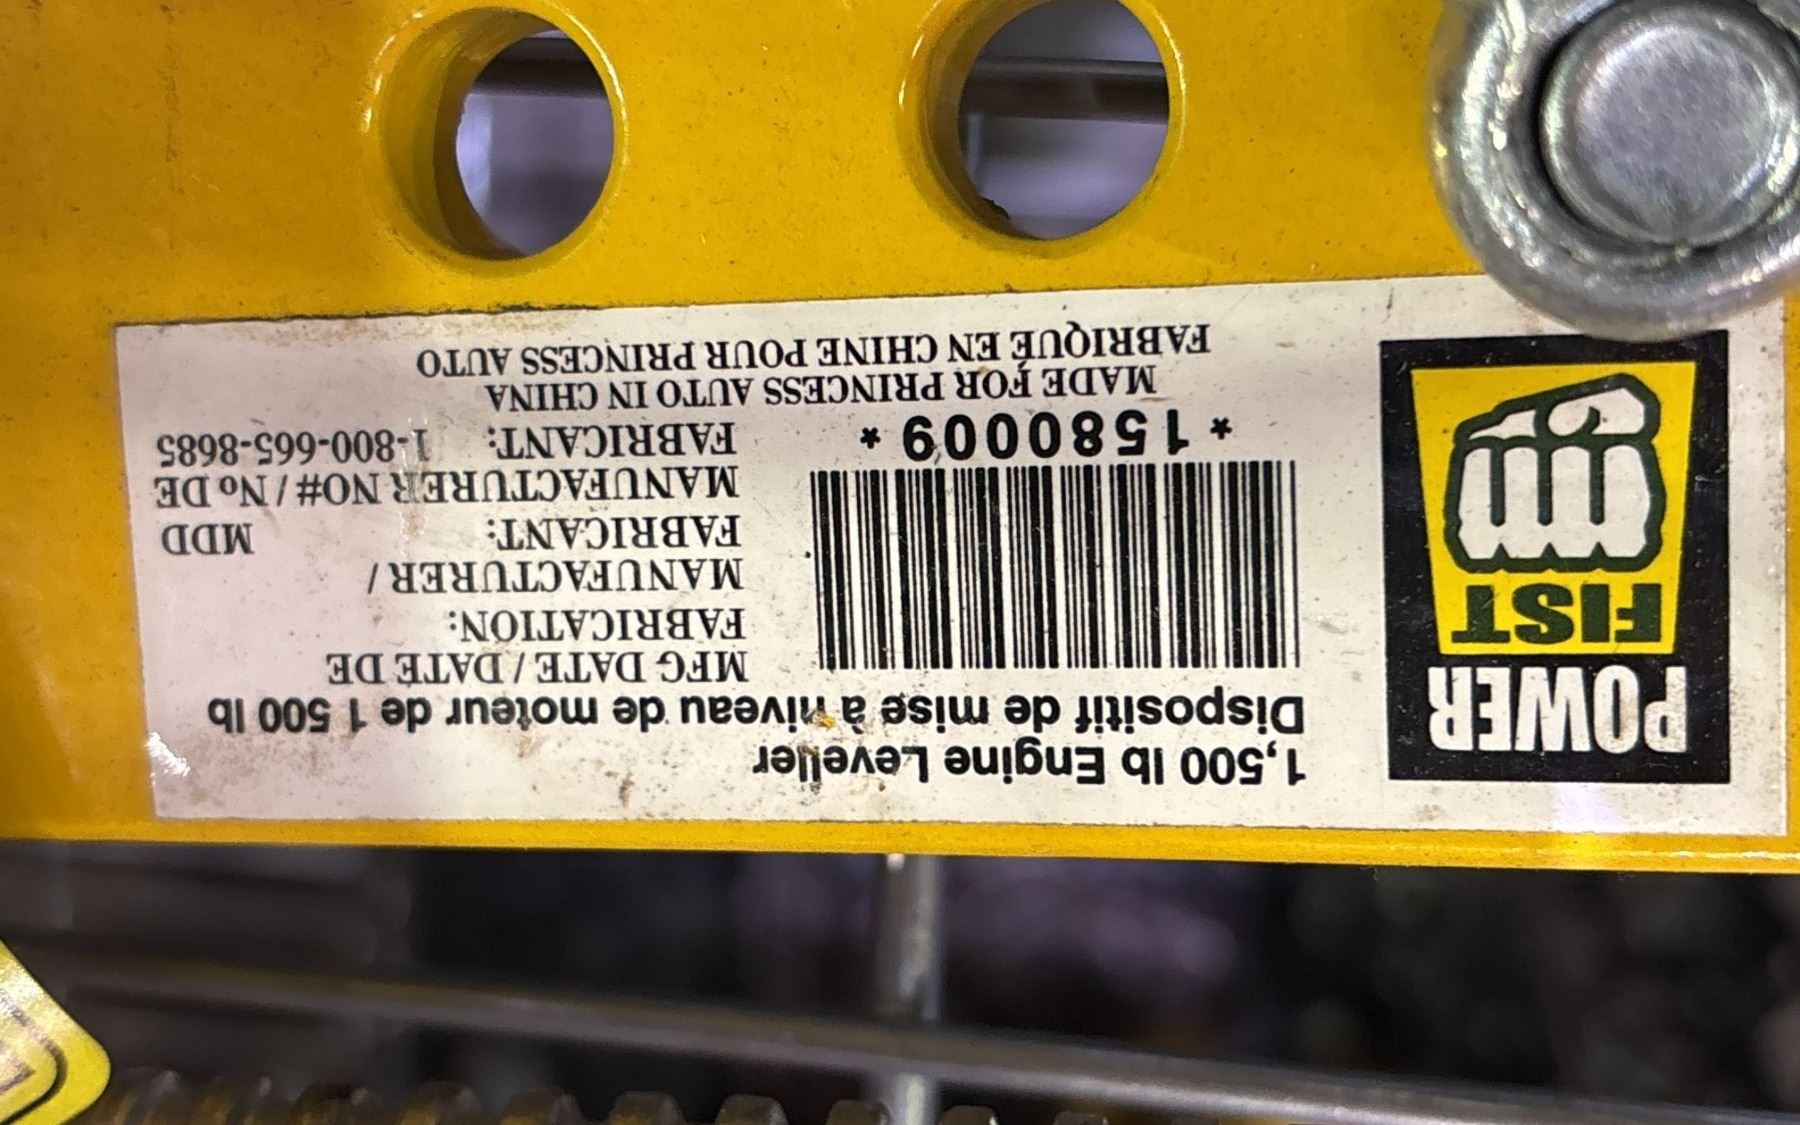 POWER
FIST
1,500 lb Engine Leveller
Dispositif de mise à niveau de moteur de 1 500 lb
*1580009*
MFG DATE / DATE DE
FABRICATION:
MANUFACTURER /
FABRICANT: MDD
MANUFACTURER NO# / No DE
FABRICANT: 1-800-665-8685
MADE FOR PRINCESS AUTO IN CHINA
FABRIQUÉ EN CHINE POUR PRINCESS AUTO